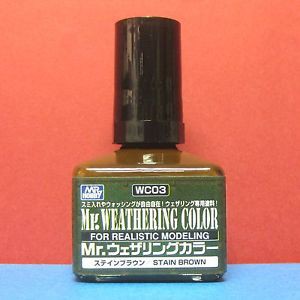 WC03
スミ入れやウォッシングが自由自在！ウェザリング専用塗料！
Mr. WEATHERING COLOR
Mr. HOBBY
FOR REALISTIC MODELING
Mr.ウェザリングカラー
ステインブラウン STAIN BROWN